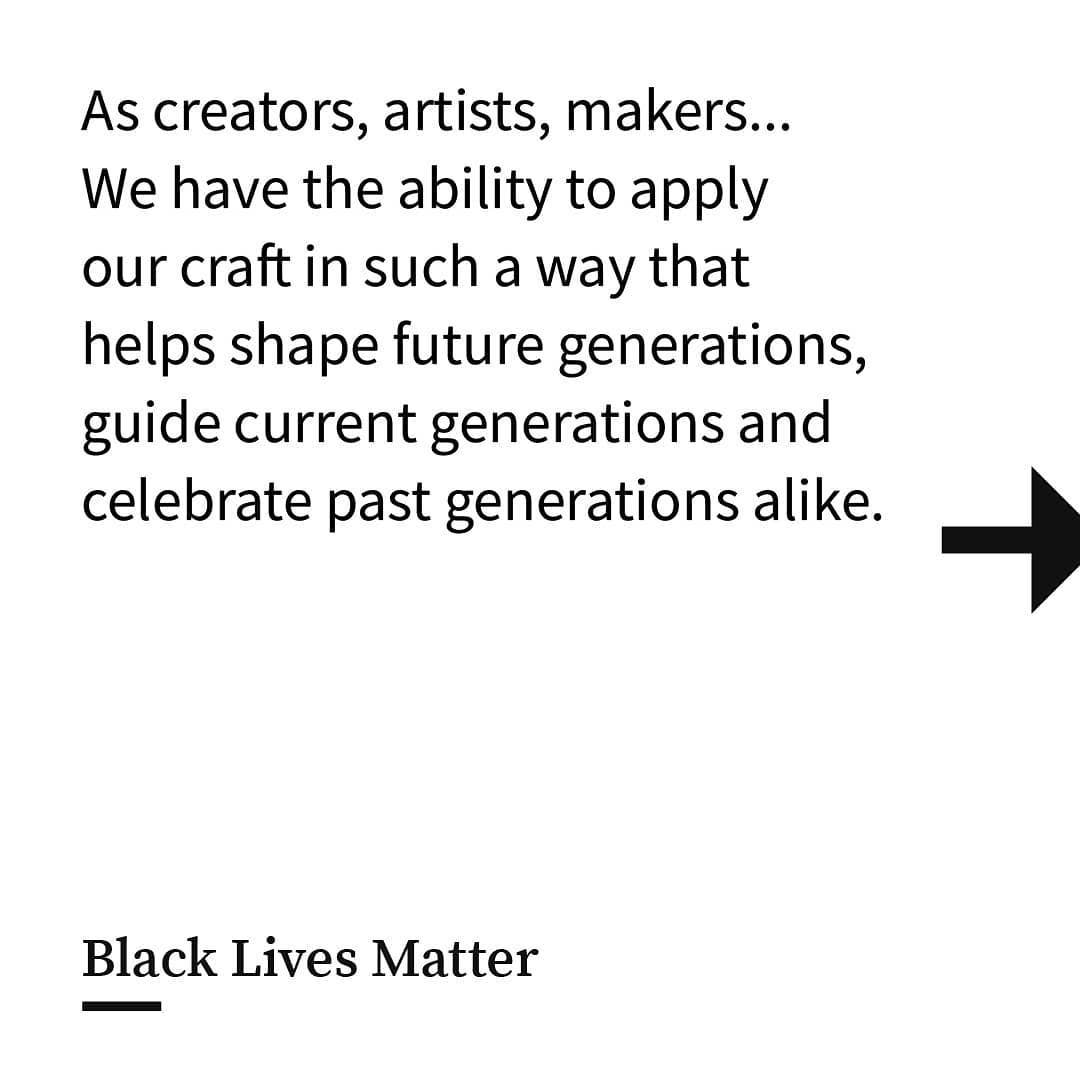 As creators, artists, makers...
We have the ability to apply
our craft in such a way that
helps shape future generations,
guide current generations and
celebrate past generations alike.
Black Lives Matter